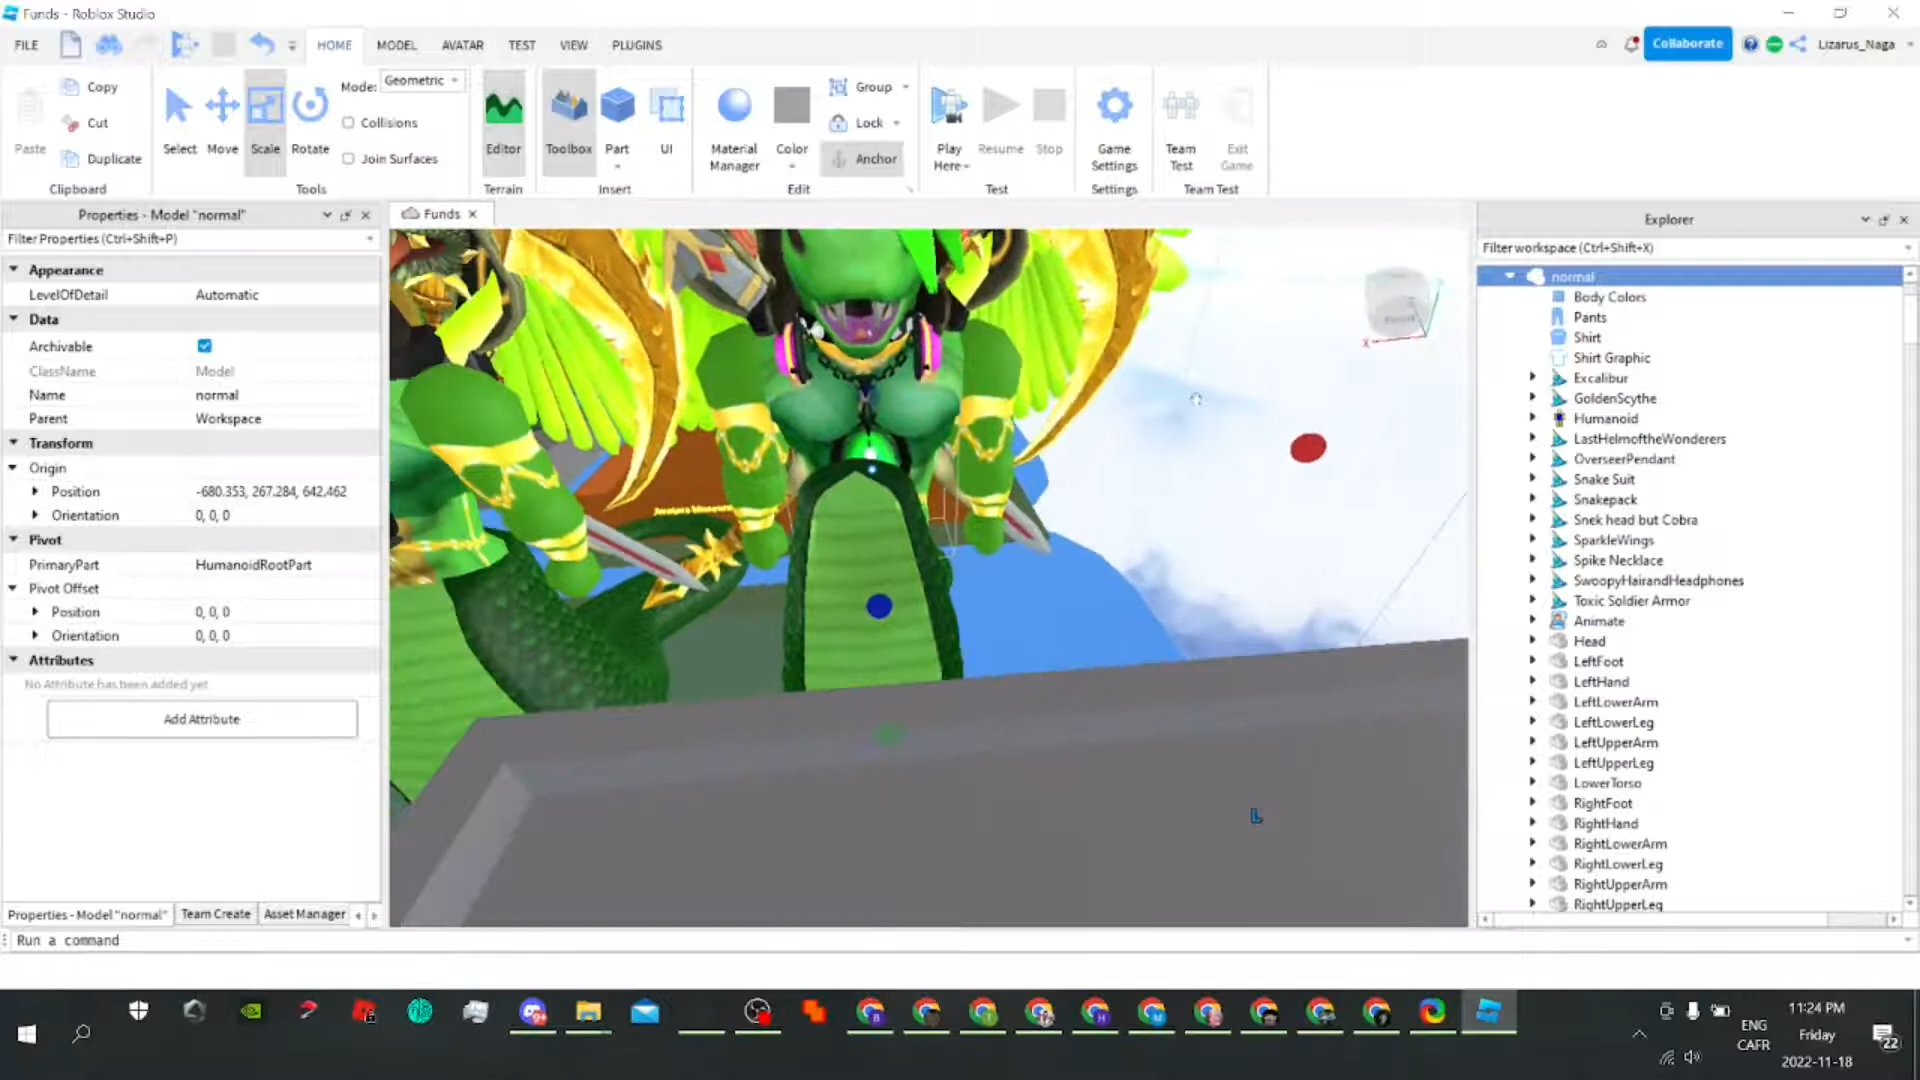 Funds - Roblox Studio
FILE HOME MODEL AVATAR TEST VIEW PLUGINS Collaborate Lizarus_Naga
Paste Copy Cut Duplicate Clipboard
Select Move Scale Rotate Mode: Geometric Collisions Join Surfaces Tools
Editor Terrain
Toolbox Part UI Insert
Material Manager Color Group Lock Anchor Edit
Play Here Resume Stop Test
Game Settings Settings
Team Test Exit Game Team Test
Properties - Model "normal"
Filter Properties (Ctrl+Shift+P)
Appearance
LevelOfDetail Automatic
Data
Archivable
ClassName Model
Name normal
Parent Workspace
Transform
Origin
Position -680.353, 267.284, 642.462
Orientation 0, 0, 0
Pivot
PrimaryPart HumanoidRootPart
Pivot Offset
Position 0, 0, 0
Orientation 0, 0, 0
Attributes
No Attribute has been added yet
Add Attribute
Properties - Model "normal" Team Create Asset Manager
Run a command
Funds
X
L
Explorer
Filter workspace (Ctrl+Shift+X)
normal
Body Colors
Pants
Shirt
Shirt Graphic
Excalibur
GoldenScythe
Humanoid
LastHelmoftheWonderers
OverseerPendant
Snake Suit
Snakepack
Snek head but Cobra
SparkleWings
Spike Necklace
SwoopyHairandHeadphones
Toxic Soldier Armor
Animate
Head
LeftFoot
LeftHand
LeftLowerArm
LeftLowerLeg
LeftUpperArm
LeftUpperLeg
LowerTorso
RightFoot
RightHand
RightLowerArm
RightLowerLeg
RightUpperArm
RightUpperLeg
ENG
CAFR
11:24 PM
Friday
2022-11-18
22